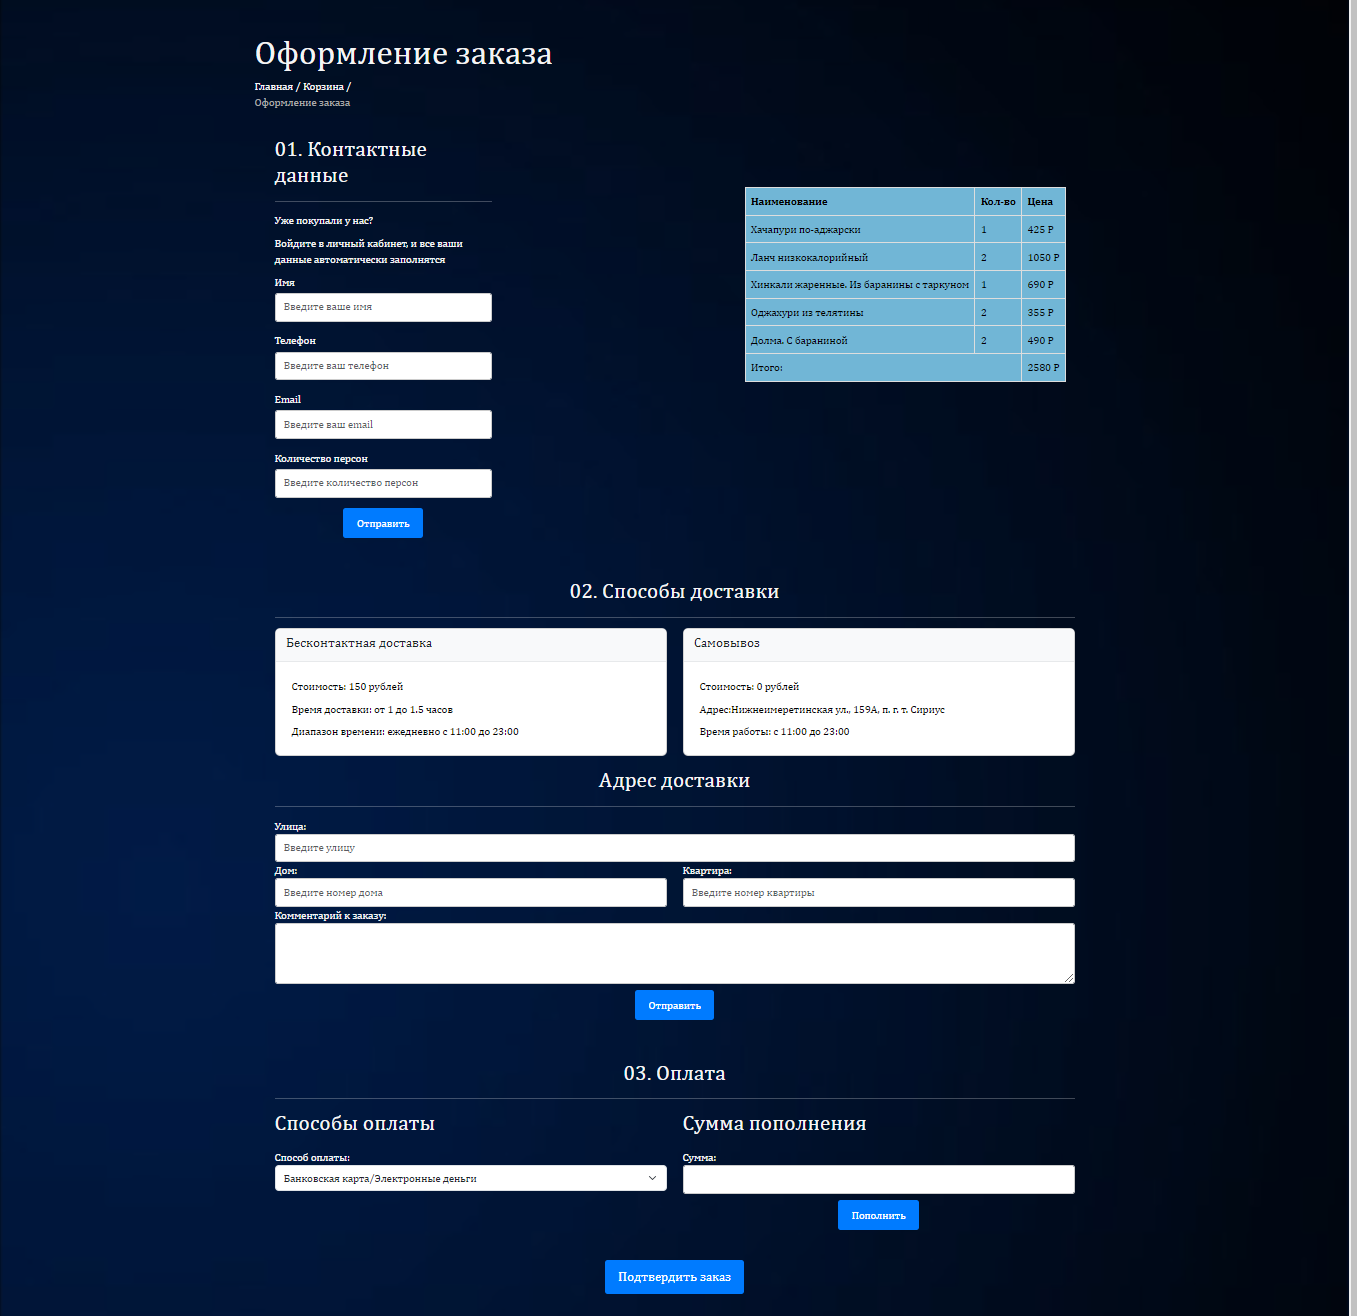 Оформление заказа
Главная / Корзина /
Оформление заказа
01. Контактные
данные
Уже покупали у нас?
Войдите в личный кабинет, и все ваши
данные автоматически заполнятся
Имя
Введите ваше имя
Телефон
Введите ваш телефон
Email
Введите ваш email
Количество персон
Введите количество персон
Отправить
Наименование Кол-во Цена
Хачапури по-аджарски 1 425 Р
Ланч низкокалорийный 2 1050 Р
Хинкали жаренные. Из баранины с таркуном 1 690 Р
Оджахури из телятины 2 355 Р
Долма. С бараниной 2 490 Р
Итого: 2580 Р
02. Способы доставки
Бесконтактная доставка
Стоимость: 150 рублей
Время доставки: от 1 до 1.5 часов
Диапазон времени: ежедневно с 11:00 до 23:00
Самовывоз
Стоимость: 0 рублей
Адрес:Нижнеимеретинская ул., 159А, п. г. т. Сириус
Время работы: с 11:00 до 23:00
Адрес доставки
Улица:
Введите улицу
Дом: Квартира:
Введите номер дома Введите номер квартиры
Комментарий к заказу:
Отправить
03. Оплата
Способы оплаты
Способ оплаты:
Банковская карта/Электронные деньги
Сумма пополнения
Сумма:
Пополнить
Подтвердить заказ